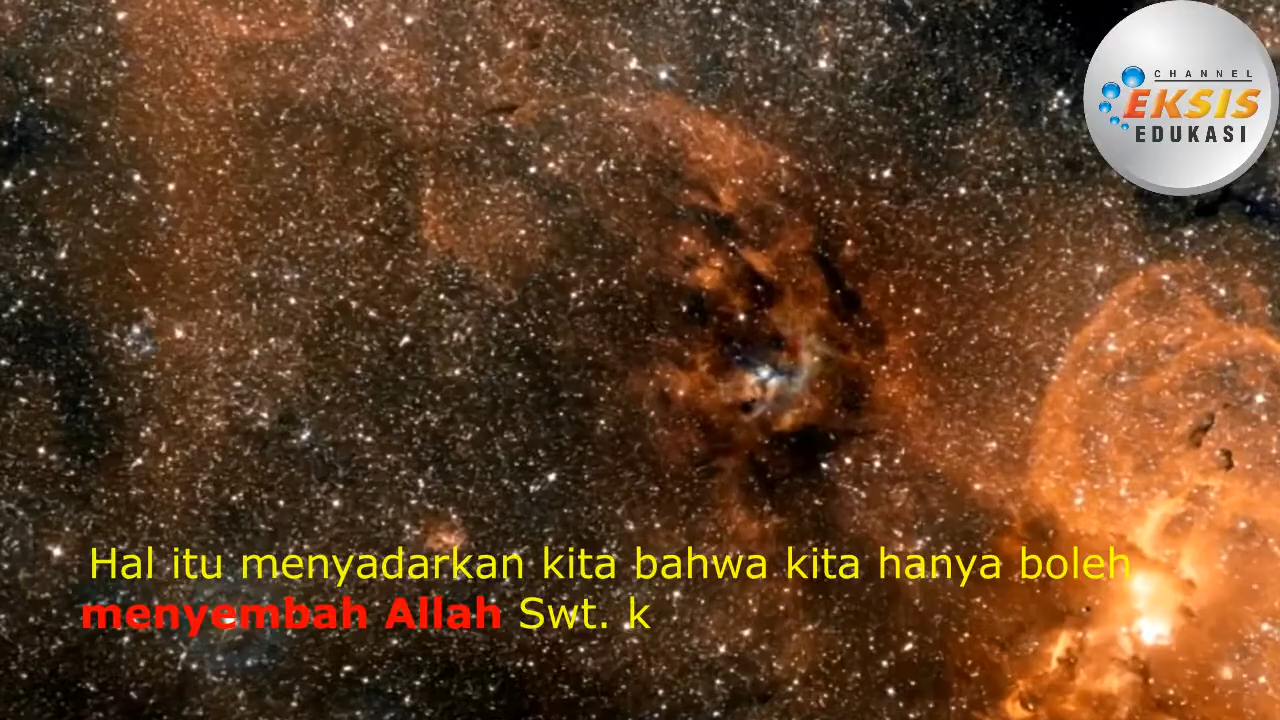 CHANNEL
EKSIS
EDUKASI
Hal itu menyadarkan kita bahwa kita hanya boleh
menyembah Allah Swt. k